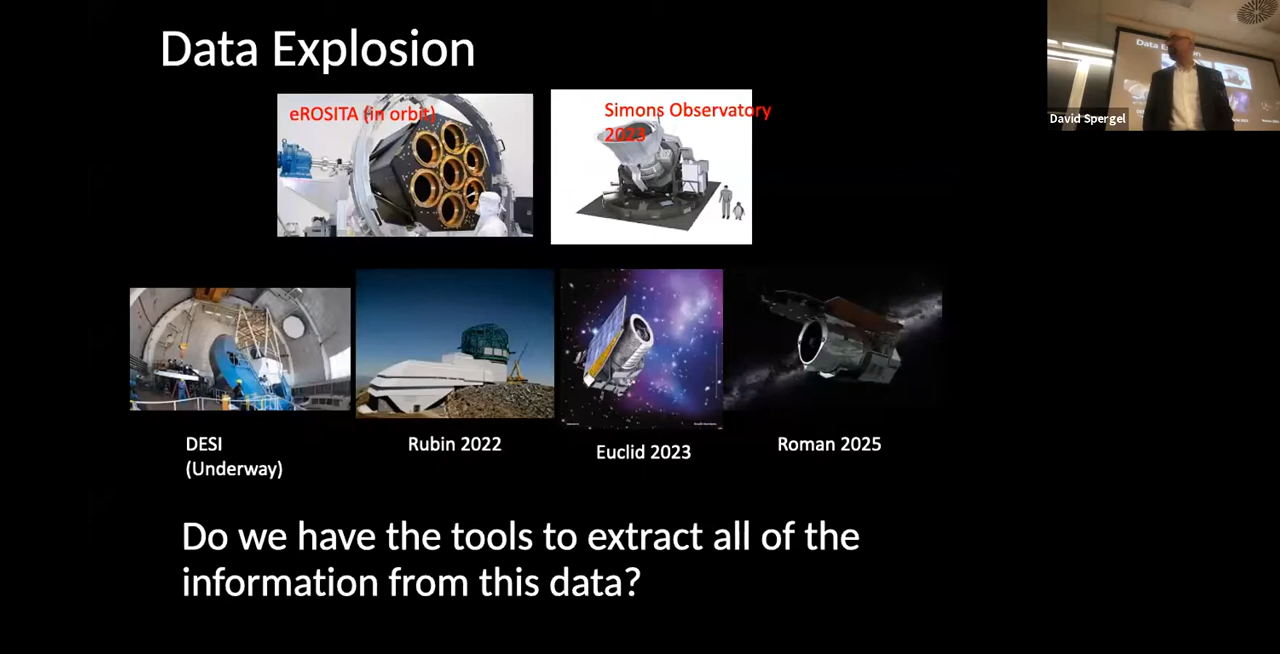 Data Explosion
eROSITA (in orbit)
Simons Observatory
2023
David Spergel
DESI
(Underway)
Rubin 2022
Euclid 2023
Roman 2025
Do we have the tools to extract all of the
information from this data?